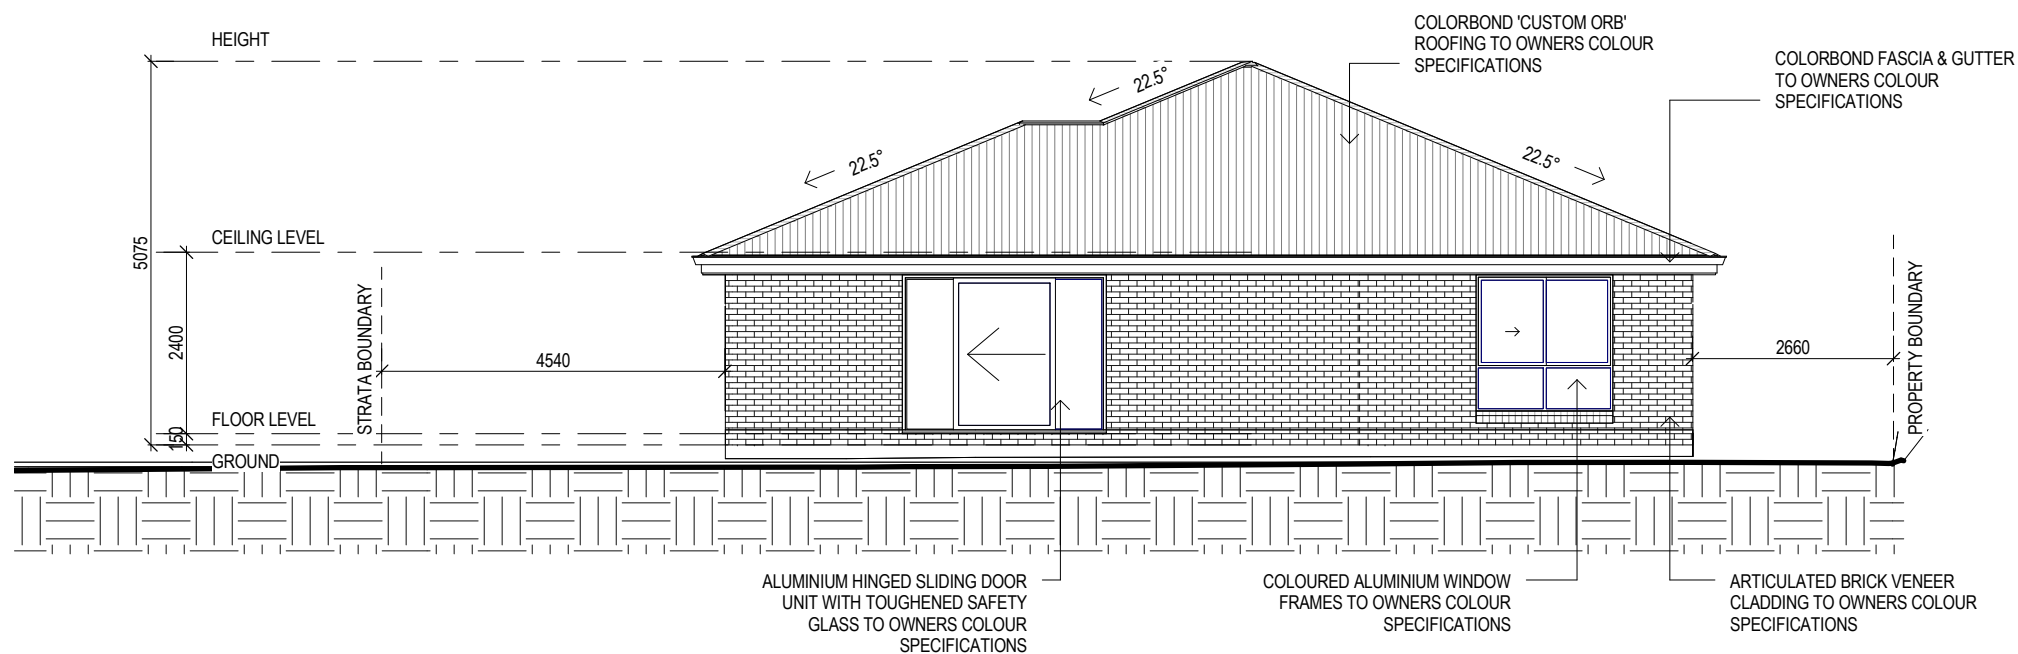 HEIGHT
COLORBOND 'CUSTOM ORB'
ROOFING TO OWNERS COLOUR
SPECIFICATIONS
COLORBOND FASCIA & GUTTER
TO OWNERS COLOUR
SPECIFICATIONS
22.5°
22.5°
22.5°
CEILING LEVEL
5075
2400
150
STRATA BOUNDARY
4540
2660
PROPERTY BOUNDARY
FLOOR LEVEL
GROUND
ALUMINIUM HINGED SLIDING DOOR
UNIT WITH TOUGHENED SAFETY
GLASS TO OWNERS COLOUR
SPECIFICATIONS
COLOURED ALUMINIUM WINDOW
FRAMES TO OWNERS COLOUR
SPECIFICATIONS
ARTICULATED BRICK VENEER
CLADDING TO OWNERS COLOUR
SPECIFICATIONS